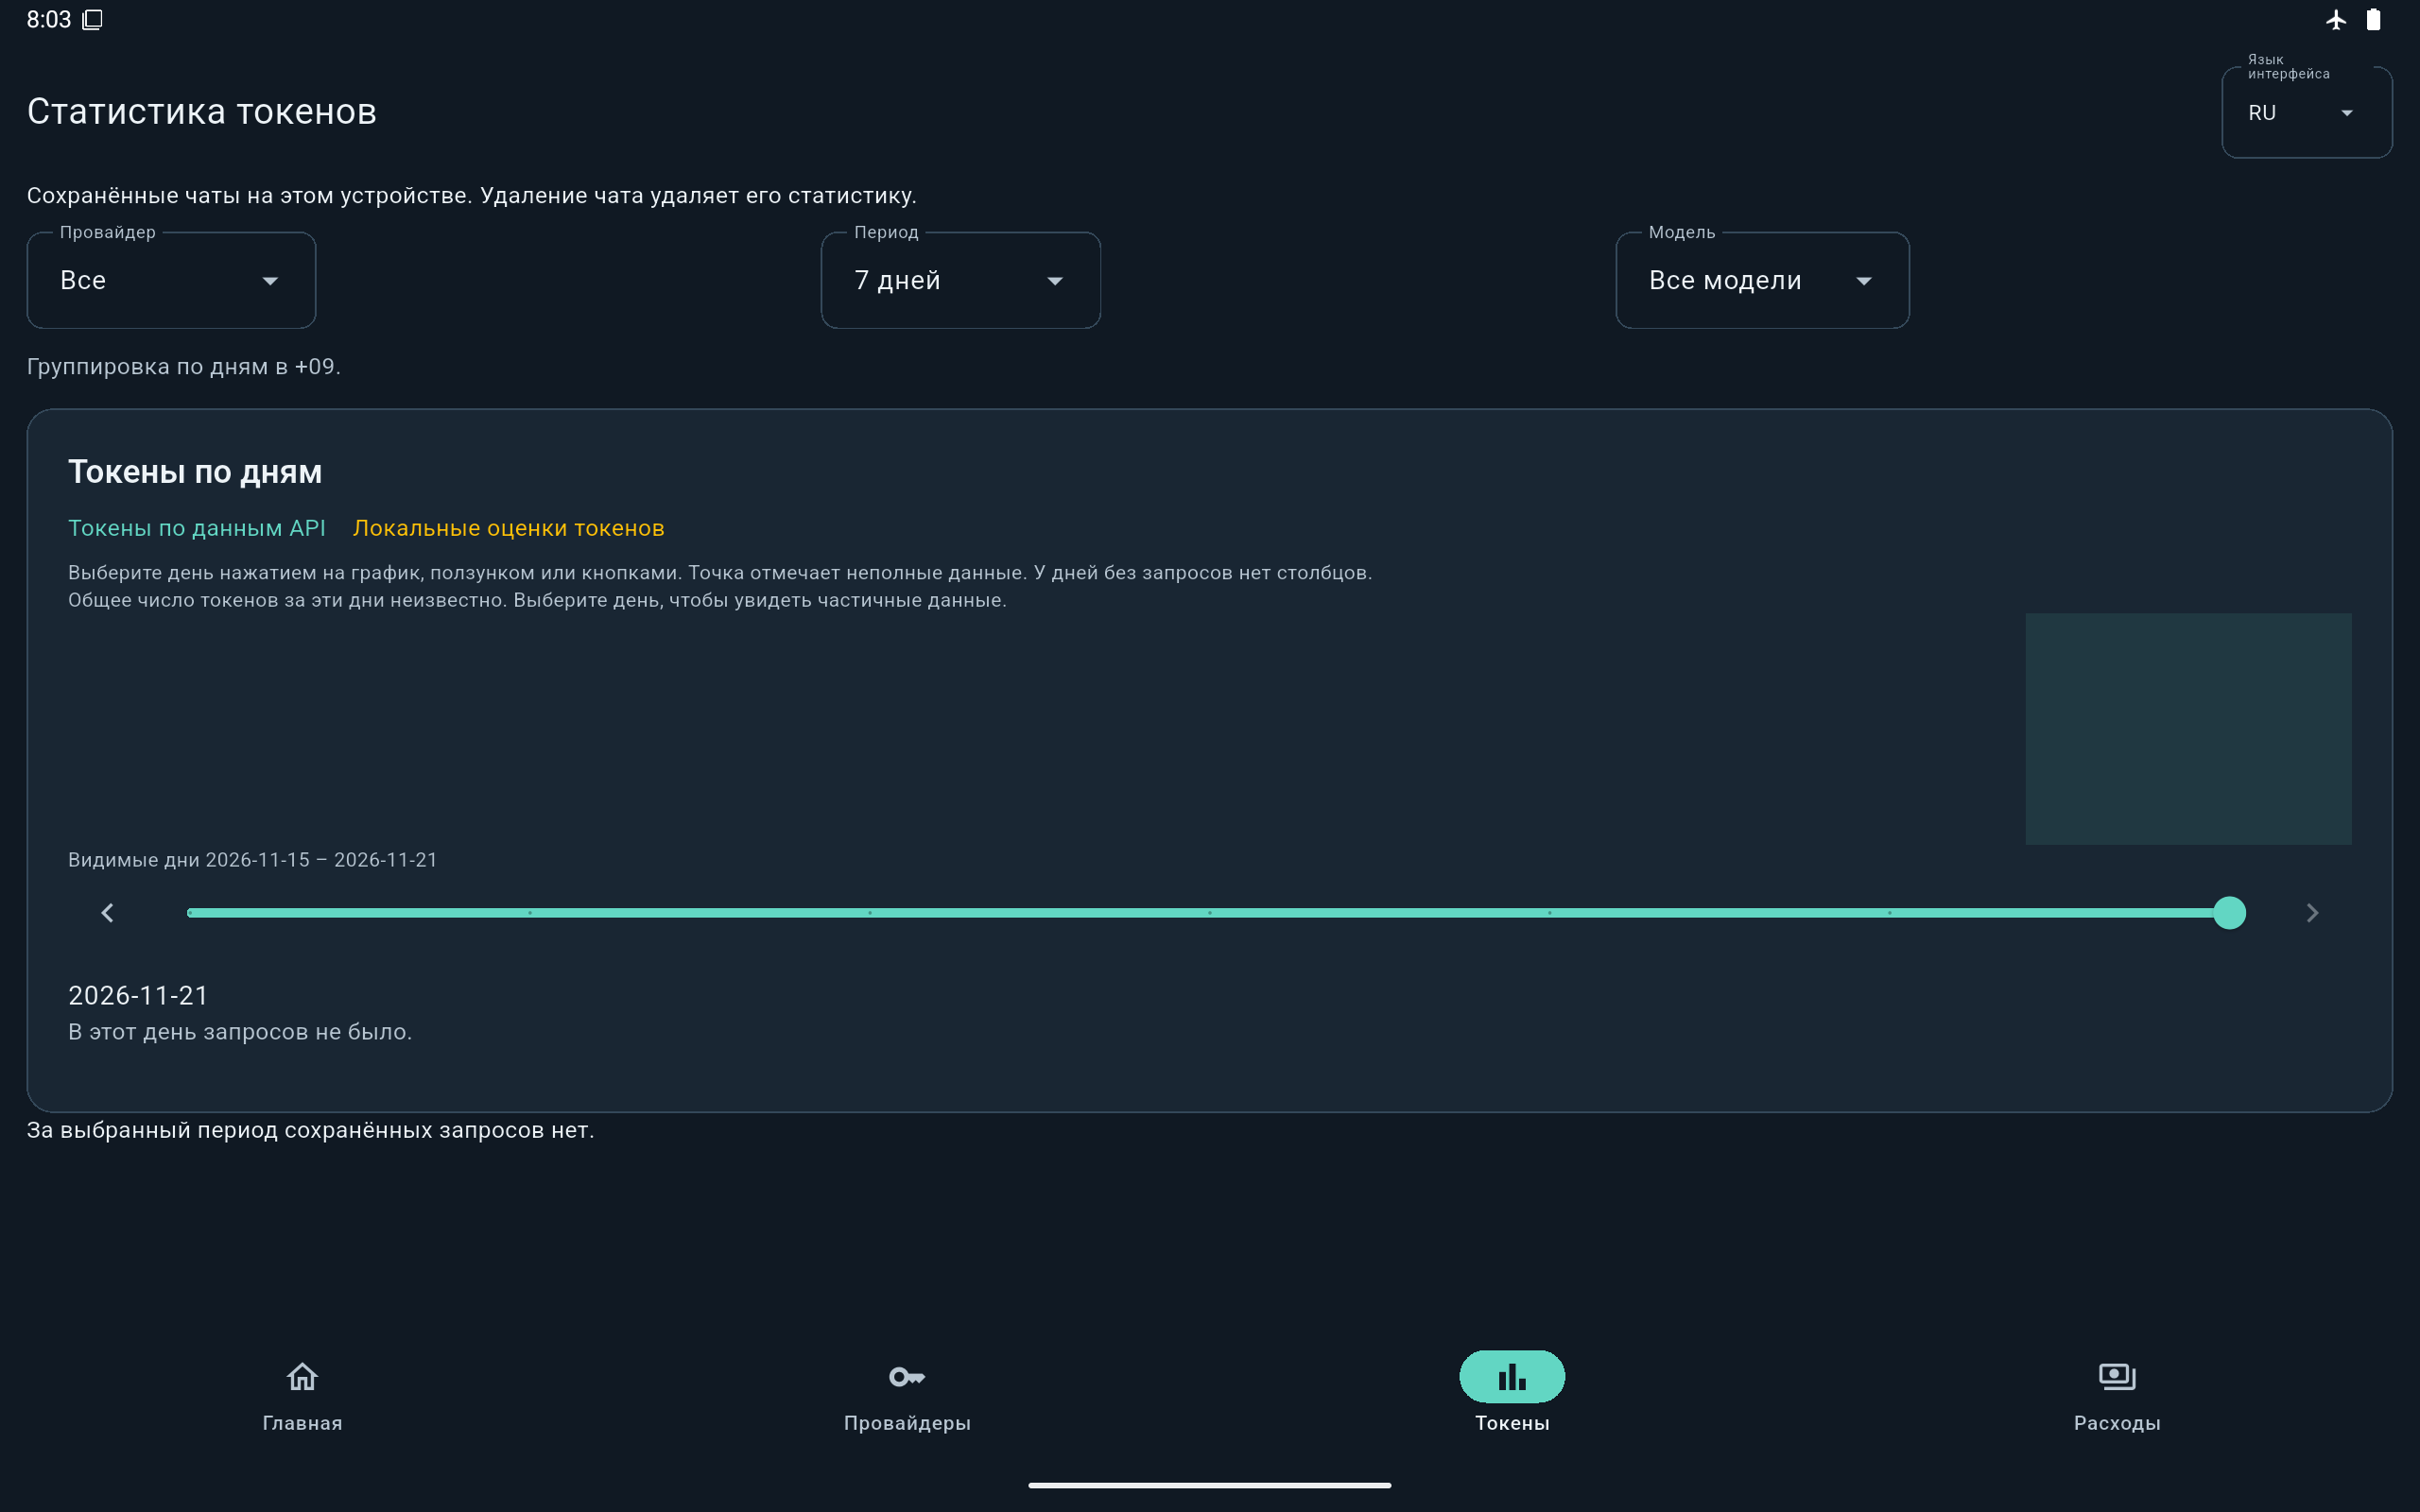 8:03
Язык
интерфейса
Статистика токенов
RU
Сохранённые чаты на этом устройстве. Удаление чата удаляет его статистику.
Провайдер
Период
Модель
Все
7 дней
Все модели
Группировка по дням в +09.
Токены по дням
Токены по данным API Локальные оценки токенов
Выберите день нажатием на график, ползунком или кнопками. Точка отмечает неполные данные. У дней без запросов нет столбцов.
Общее число токенов за эти дни неизвестно. Выберите день, чтобы увидеть частичные данные.
Видимые дни 2026-11-15 – 2026-11-21
2026-11-21
В этот день запросов не было.
За выбранный период сохранённых запросов нет.
Главная
Провайдеры
Токены
Расходы